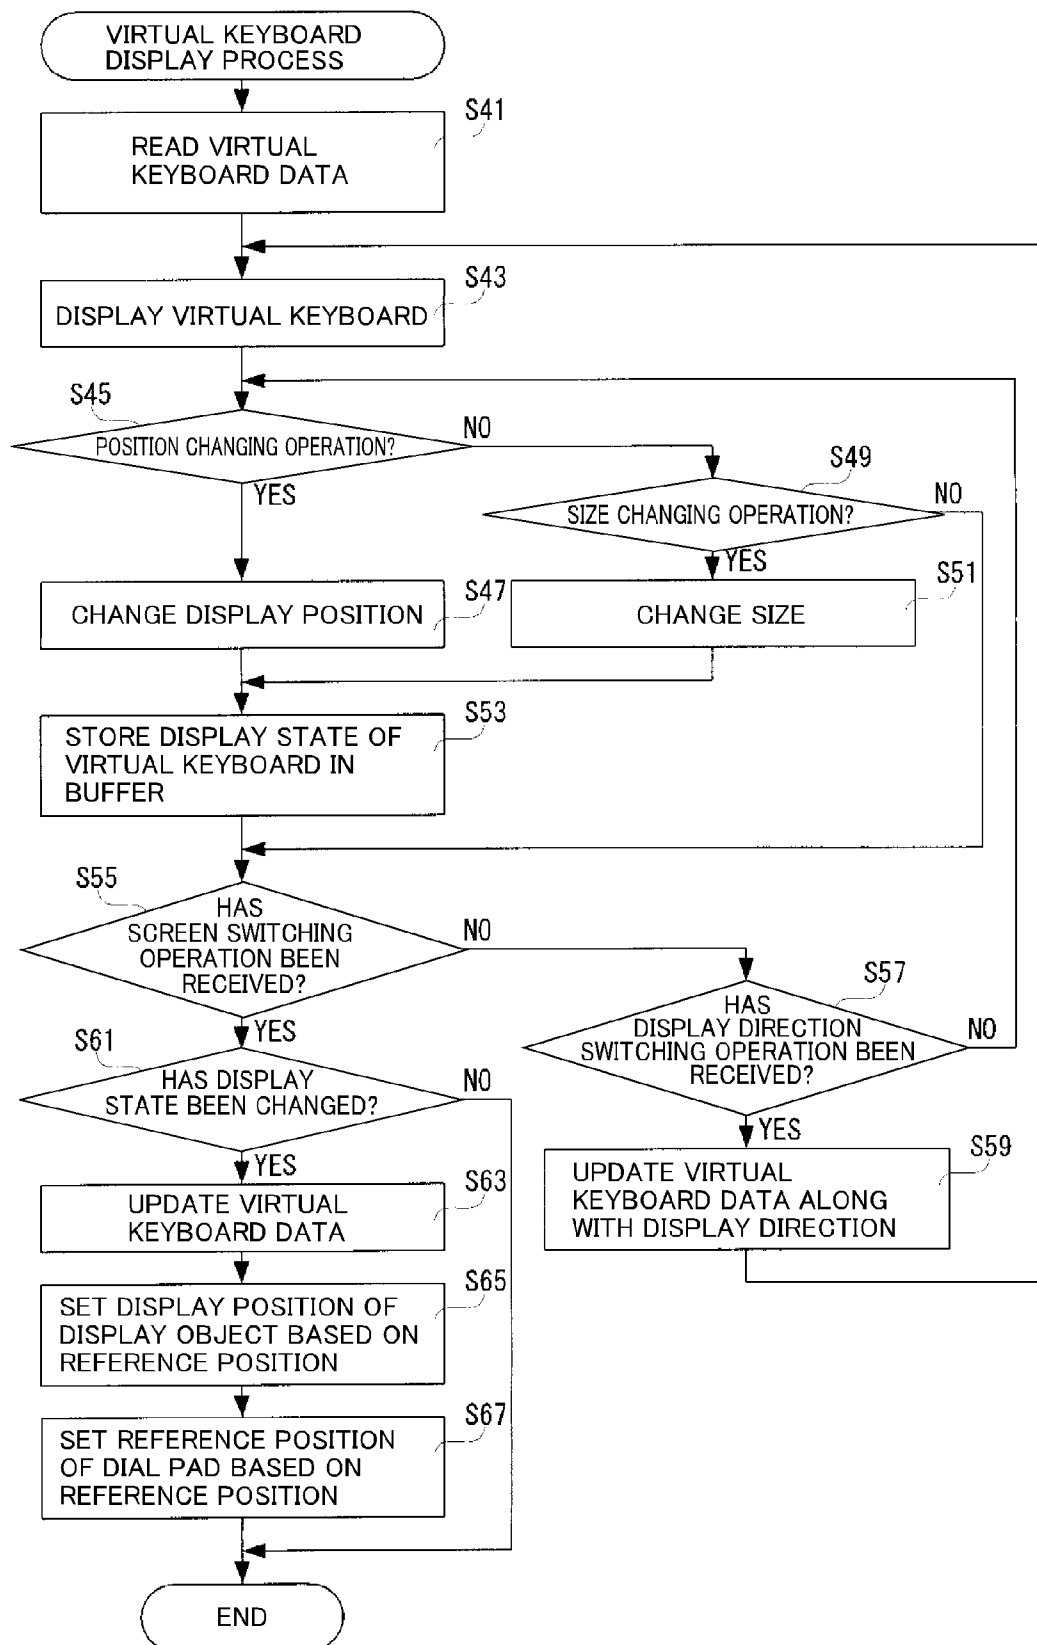 VIRTUAL KEYBOARD
DISPLAY PROCESS
S41
READ VIRTUAL
KEYBOARD DATA
S43
DISPLAY VIRTUAL KEYBOARD
S45
POSITION CHANGING OPERATION?
NO
YES
S49
SIZE CHANGING OPERATION?
NO
YES
S47
CHANGE DISPLAY POSITION
S51
CHANGE SIZE
S53
STORE DISPLAY STATE OF
VIRTUAL KEYBOARD IN
BUFFER
S55
HAS
SCREEN SWITCHING
OPERATION BEEN
RECEIVED?
NO
YES
S57
HAS
DISPLAY DIRECTION
SWITCHING OPERATION BEEN
RECEIVED?
NO
YES
S59
UPDATE VIRTUAL
KEYBOARD DATA ALONG
WITH DISPLAY DIRECTION
S61
HAS DISPLAY
STATE BEEN CHANGED?
NO
YES
S63
UPDATE VIRTUAL
KEYBOARD DATA
S65
SET DISPLAY POSITION OF
DISPLAY OBJECT BASED ON
REFERENCE POSITION
S67
SET REFERENCE POSITION
OF DIAL PAD BASED ON
REFERENCE POSITION
END